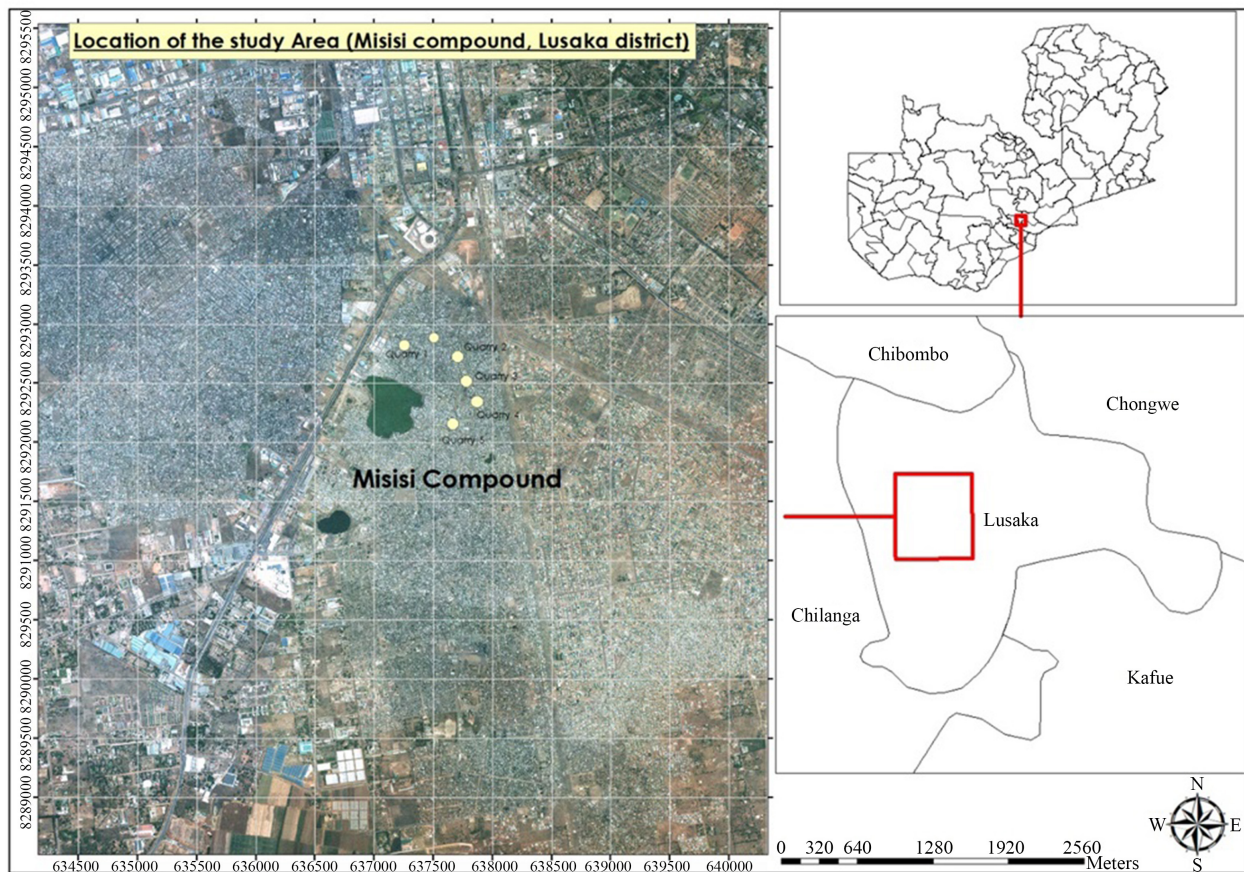 Location of the study Area (Misisi compound, Lusaka district)
8295500
8295000
8294500
8294000
8293500
8293000
8292500
8292000
8291500
8291000
829500
8290000
8289500
8289000
Quarry 1
Quarry 2
Quarry 3
Quarry 4
Quarry 5
Misisi Compound
634500 635000 635500 636000 636500 637000 637500 638000 638500 639000 639500 640000
Chibombo
Chongwe
Lusaka
Chilanga
Kafue
N
W E
S
0 320 640 1280 1920 2560
Meters